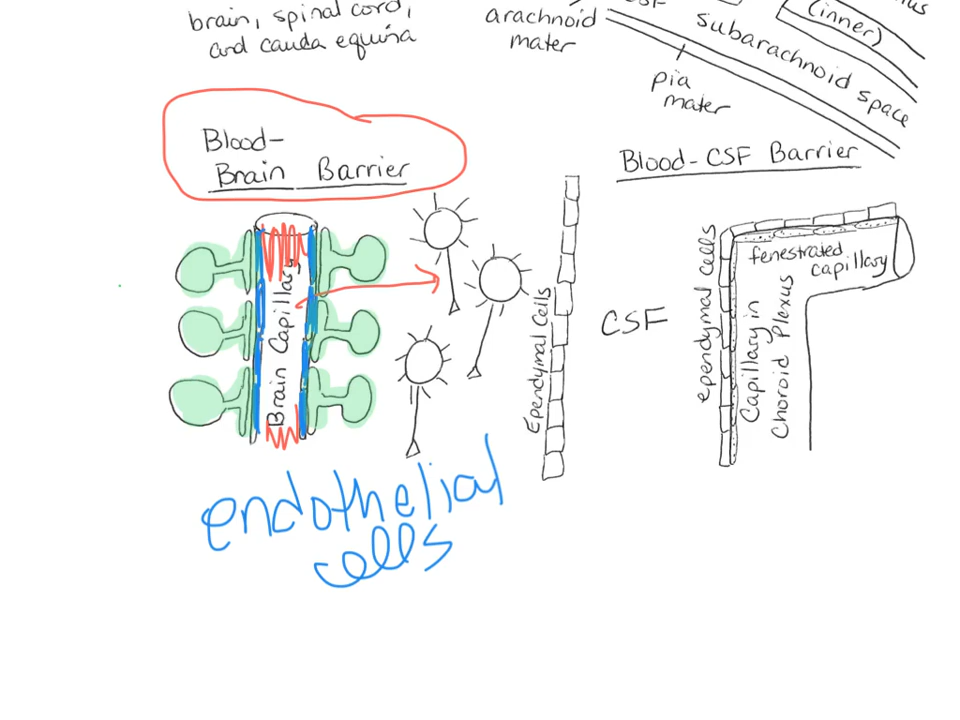 brain, spinal cord,
and cauda equina
arachnoid
mater
CSF
(inner)
subarachnoid space
pia
mater
Blood-
Brain Barrier
Blood-CSF Barrier
Brain Capillary
Ependymal Cells
CSF
ependymal cells
fenestrated
capillary
Capillary in
Choroid Plexus
endothelial
cells